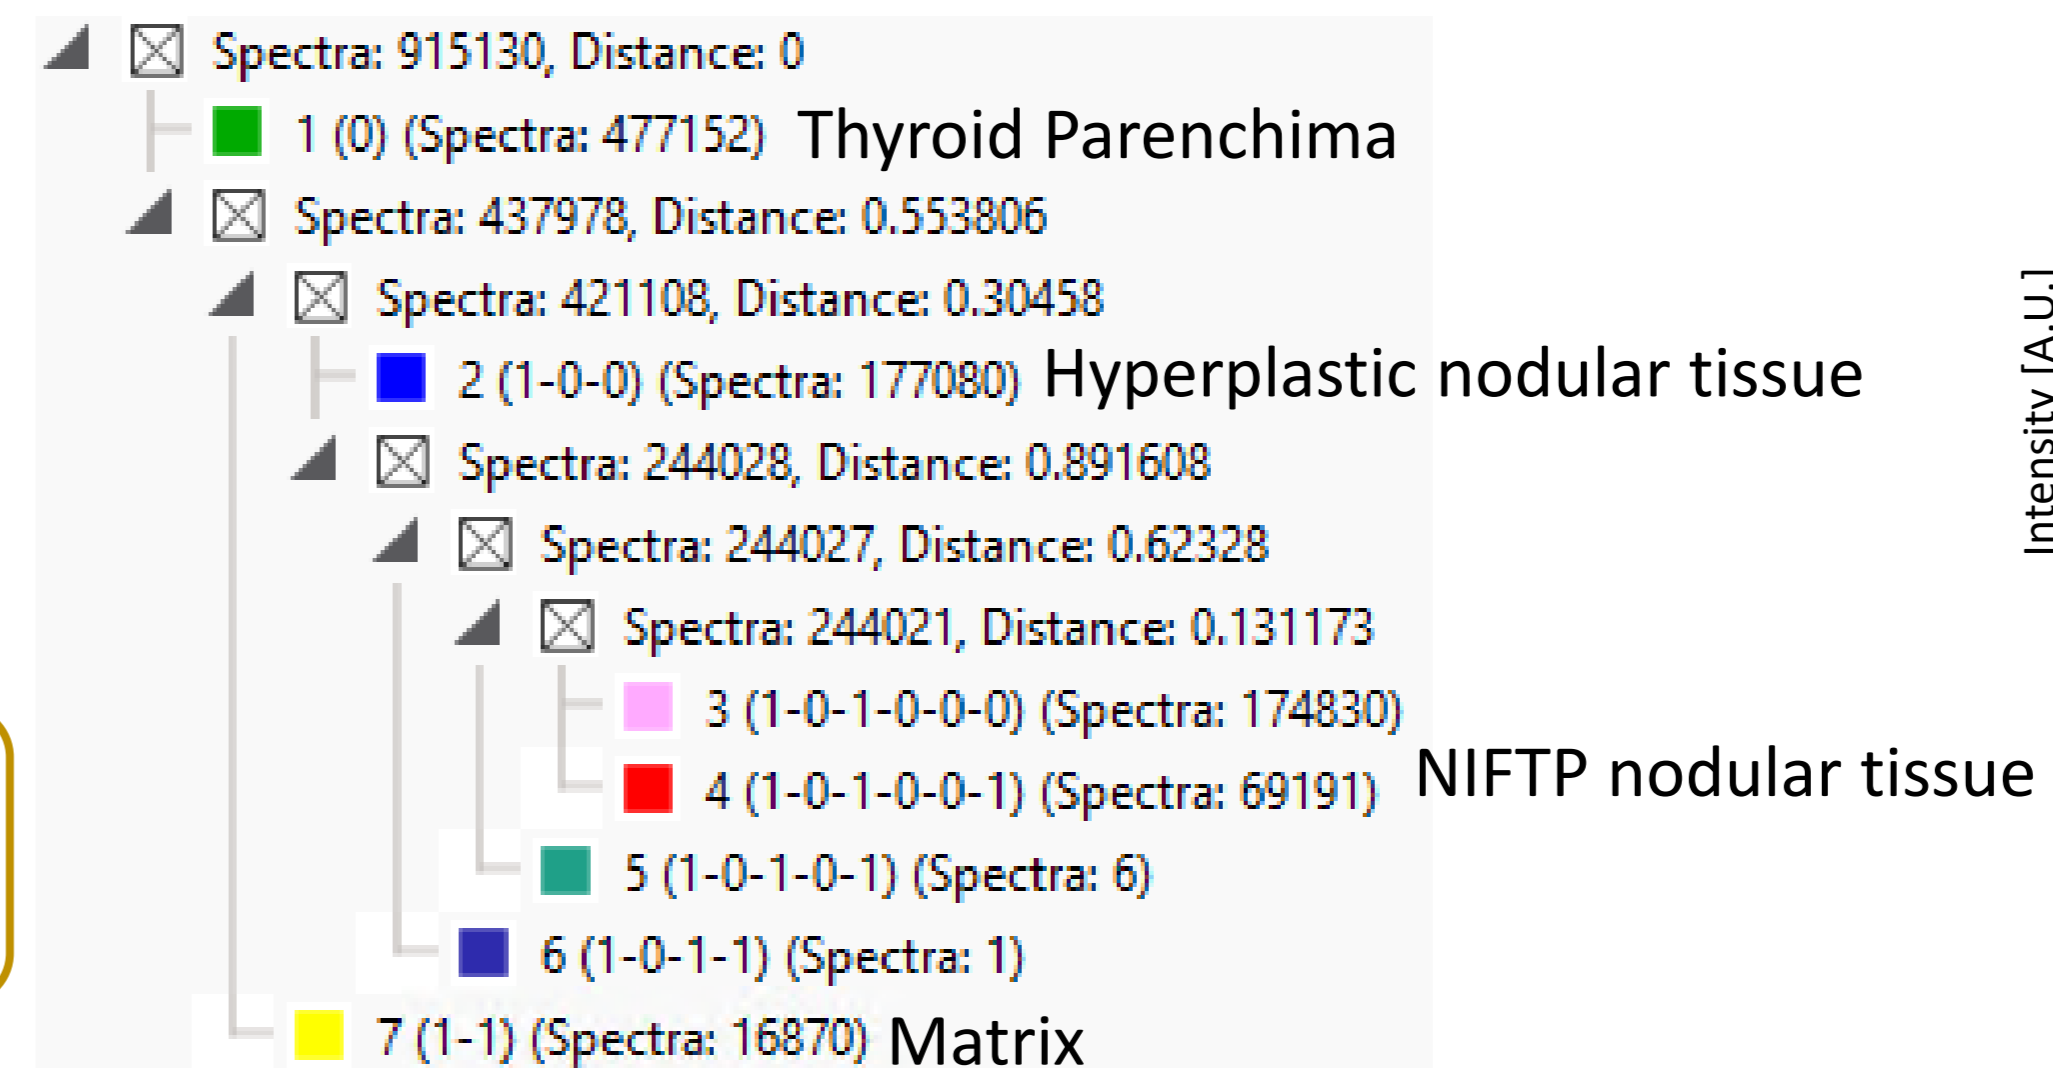 Spectra: 915130, Distance: 0
1 (0) (Spectra: 477152) Thyroid Parenchima
Spectra: 437978, Distance: 0.553806
Spectra: 421108, Distance: 0.30458
2 (1-0-0) (Spectra: 177080) Hyperplastic nodular tissue
Spectra: 244028, Distance: 0.891608
Spectra: 244027, Distance: 0.62328
Spectra: 244021, Distance: 0.131173
3 (1-0-1-0-0-0) (Spectra: 174830)
4 (1-0-1-0-0-1) (Spectra: 69191)
NIFTP nodular tissue
5 (1-0-1-0-1) (Spectra: 6)
6 (1-0-1-1) (Spectra: 1)
7 (1-1) (Spectra: 16870) Matrix
Intensity [A.U.]